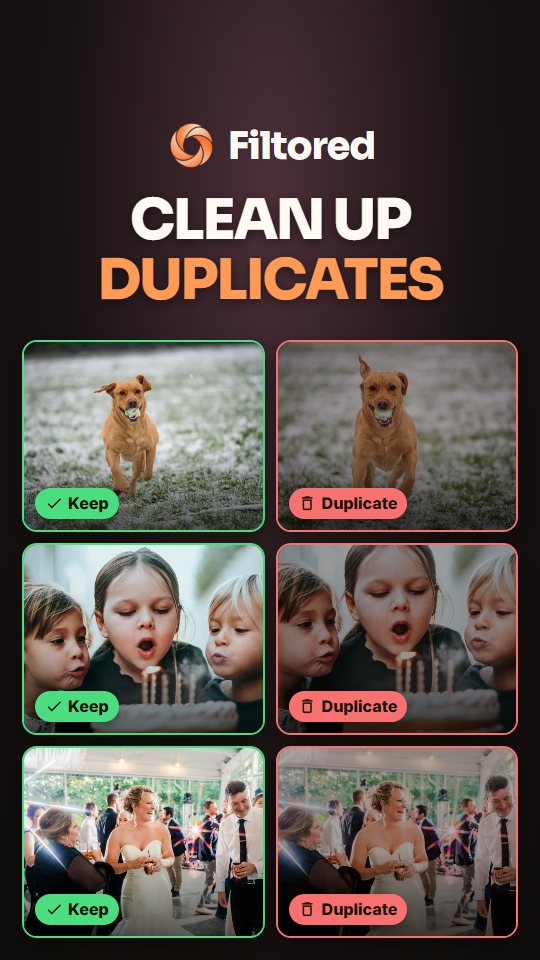 Filtored
CLEAN UP
DUPLICATES
Keep
Duplicate
Keep
Duplicate
Keep
Duplicate